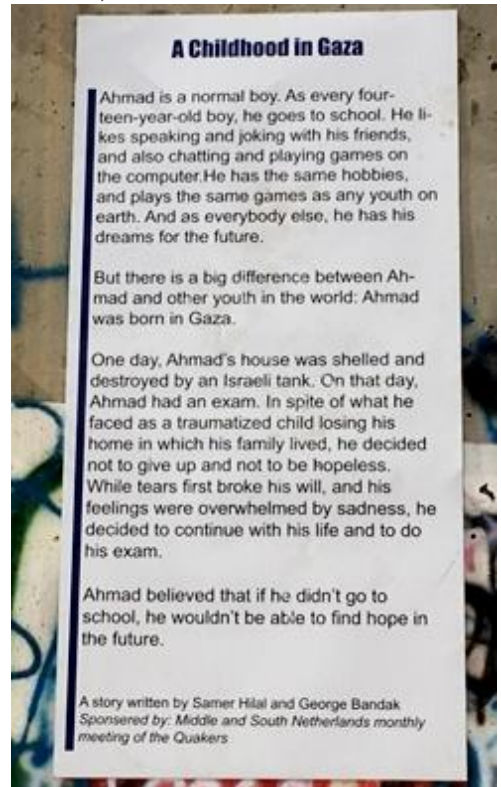 A Childhood in Gaza
Ahmad is a normal boy. As every four-
teen-year-old boy, he goes to school. He li-
kes speaking and joking with his friends,
and also chatting and playing games on
the computer.He has the same hobbies,
and plays the same games as any youth on
earth. And as everybody else, he has his
dreams for the future.
But there is a big difference between Ah-
mad and other youth in the world: Ahmad
was born in Gaza.
One day, Ahmad's house was shelled and
destroyed by an Israeli tank. On that day,
Ahmad had an exam. In spite of what he
faced as a traumatized child losing his
home in which his family lived, he decided
not to give up and not to be hopeless.
While tears first broke his will, and his
feelings were overwhelmed by sadness, he
decided to continue with his life and to do
his exam.
Ahmad believed that if he didn't go to
school, he wouldn't be able to find hope in
the future.
A story written by Samer Hilal and George Bandak
Sponsered by: Middle and South Netherlands monthly
meeting of the Quakers